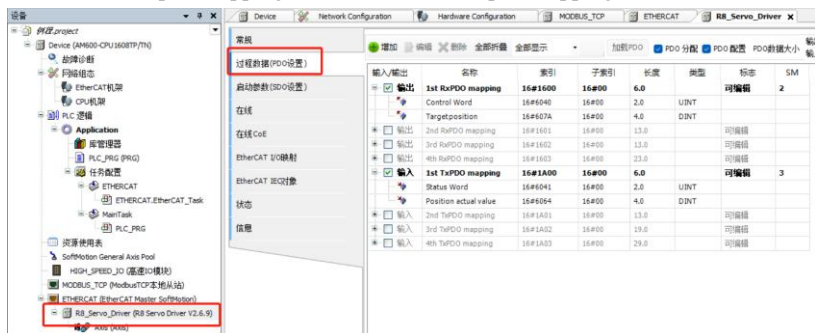 设备
例程.project
Device (AM600-CPU1608TP/TN)
故障诊断
网络组态
EtherCAT机架
CPU机架
PLC 逻辑
Application
库管理器
PLC_PRG (PRG)
任务配置
ETHERCAT
ETHERCAT.EtherCAT_Task
MainTask
PLC_PRG
资源使用表
SoftMotion General Axis Pool
HIGH_SPEED_IO (高速IO模块)
MODBUS_TCP (ModbusTCP本地从站)
ETHERCAT (EtherCAT Master SoftMotion)
R8_Servo_Driver (R8 Servo Driver V2.6.9)
Axis (Axis)
Device Network Configuration Hardware Configuration MODBUS_TCP ETHERCAT R8_Servo_Driver
常规
过程数据(PDO设置)
启动参数(SDO设置)
在线
在线CoE
EtherCAT I/O映射
EtherCAT IEC对象
状态
信息
增加 编辑 删除 全部折叠 全部显示 加载PDO PDO 分配 PDO 配置 PDO数据大小
输入/输出 名称 索引 子索引 长度 类型 标志 SM
输出 1st RxPDO mapping 16#1600 16#00 6.0 可编辑 2
Control Word 16#6040 16#00 2.0 UINT
Targetposition 16#607A 16#00 4.0 DINT
输出 2nd RxPDO mapping 16#1601 16#00 13.0 可编辑
输出 3rd RxPDO mapping 16#1602 16#00 13.0 可编辑
输出 4th RxPDO mapping 16#1603 16#00 23.0 可编辑
输入 1st TxPDO mapping 16#1A00 16#00 6.0 可编辑 3
Status Word 16#6041 16#00 2.0 UINT
Position actual value 16#6064 16#00 4.0 DINT
输入 2nd TxPDO mapping 16#1A01 16#00 13.0 可编辑
输入 3rd TxPDO mapping 16#1A02 16#00 19.0 可编辑
输入 4th TxPDO mapping 16#1A03 16#00 29.0 可编辑